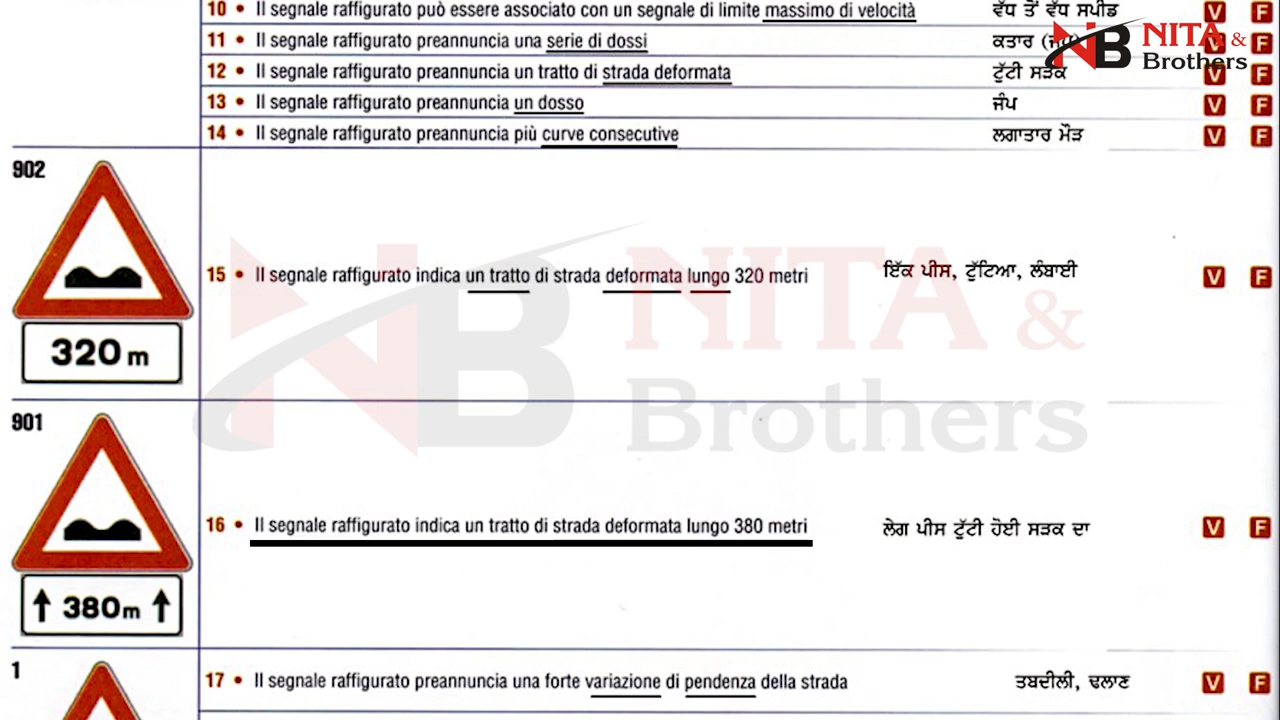 10 • Il segnale raffigurato può essere associato con un segnale di limite massimo di velocità ਵੱਧ ਤੋਂ ਵੱਧ ਸਪੀਡ V F
11 • Il segnale raffigurato preannuncia una serie di dossi ਕਤਾਰ V F
12 • Il segnale raffigurato preannuncia un tratto di strada deformata ਟੁੱਟੀ ਸੜਕ V F
13 • Il segnale raffigurato preannuncia un dosso ਜੰਪ V F
14 • Il segnale raffigurato preannuncia più curve consecutive ਲਗਾਤਾਰ ਮੌੜ V F
NB NITA & Brothers
902
320 m
15 • Il segnale raffigurato indica un tratto di strada deformata lungo 320 metri ਇੱਕ ਪੀਸ, ਟੁੱਟਿਆ, ਲੰਬਾਈ V F
NB NITA & Brothers
901
↑ 380m ↑
16 • Il segnale raffigurato indica un tratto di strada deformata lungo 380 metri ਲੇਗ ਪੀਸ ਟੁੱਟੀ ਹੋਈ ਸੜਕ ਦਾ V F
1
17 • Il segnale raffigurato preannuncia una forte variazione di pendenza della strada ਤਬਦੀਲੀ, ਢਲਾਣ V F